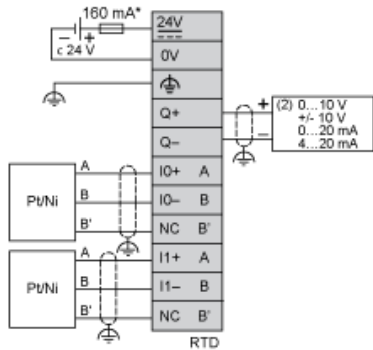 160 mA*
24V
− +
c 24 V
0V
Q+
+ (2) 0...10 V
+/- 10 V
0...20 mA
Q−
− 4...20 mA
A I0+ A
Pt/Ni B I0− B
B' NC B'
A I1+ A
Pt/Ni B I1− B
B' NC B'
RTD